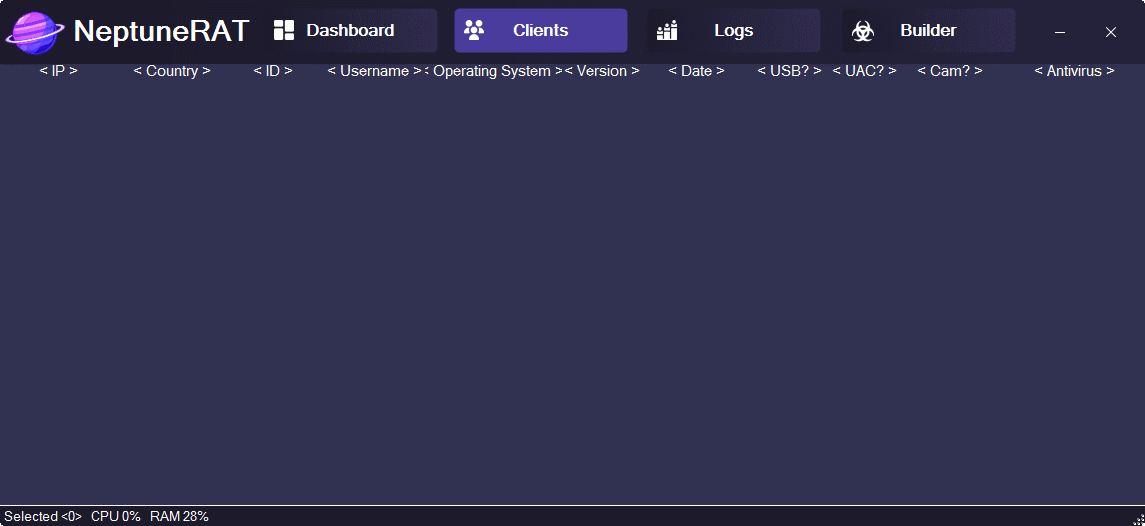 NeptuneRAT Dashboard Clients Logs Builder
< IP > < Country > < ID > < Username > < Operating System > < Version > < Date > < USB? > < UAC? > < Cam? > < Antivirus >
Selected <0> CPU 0% RAM 28%